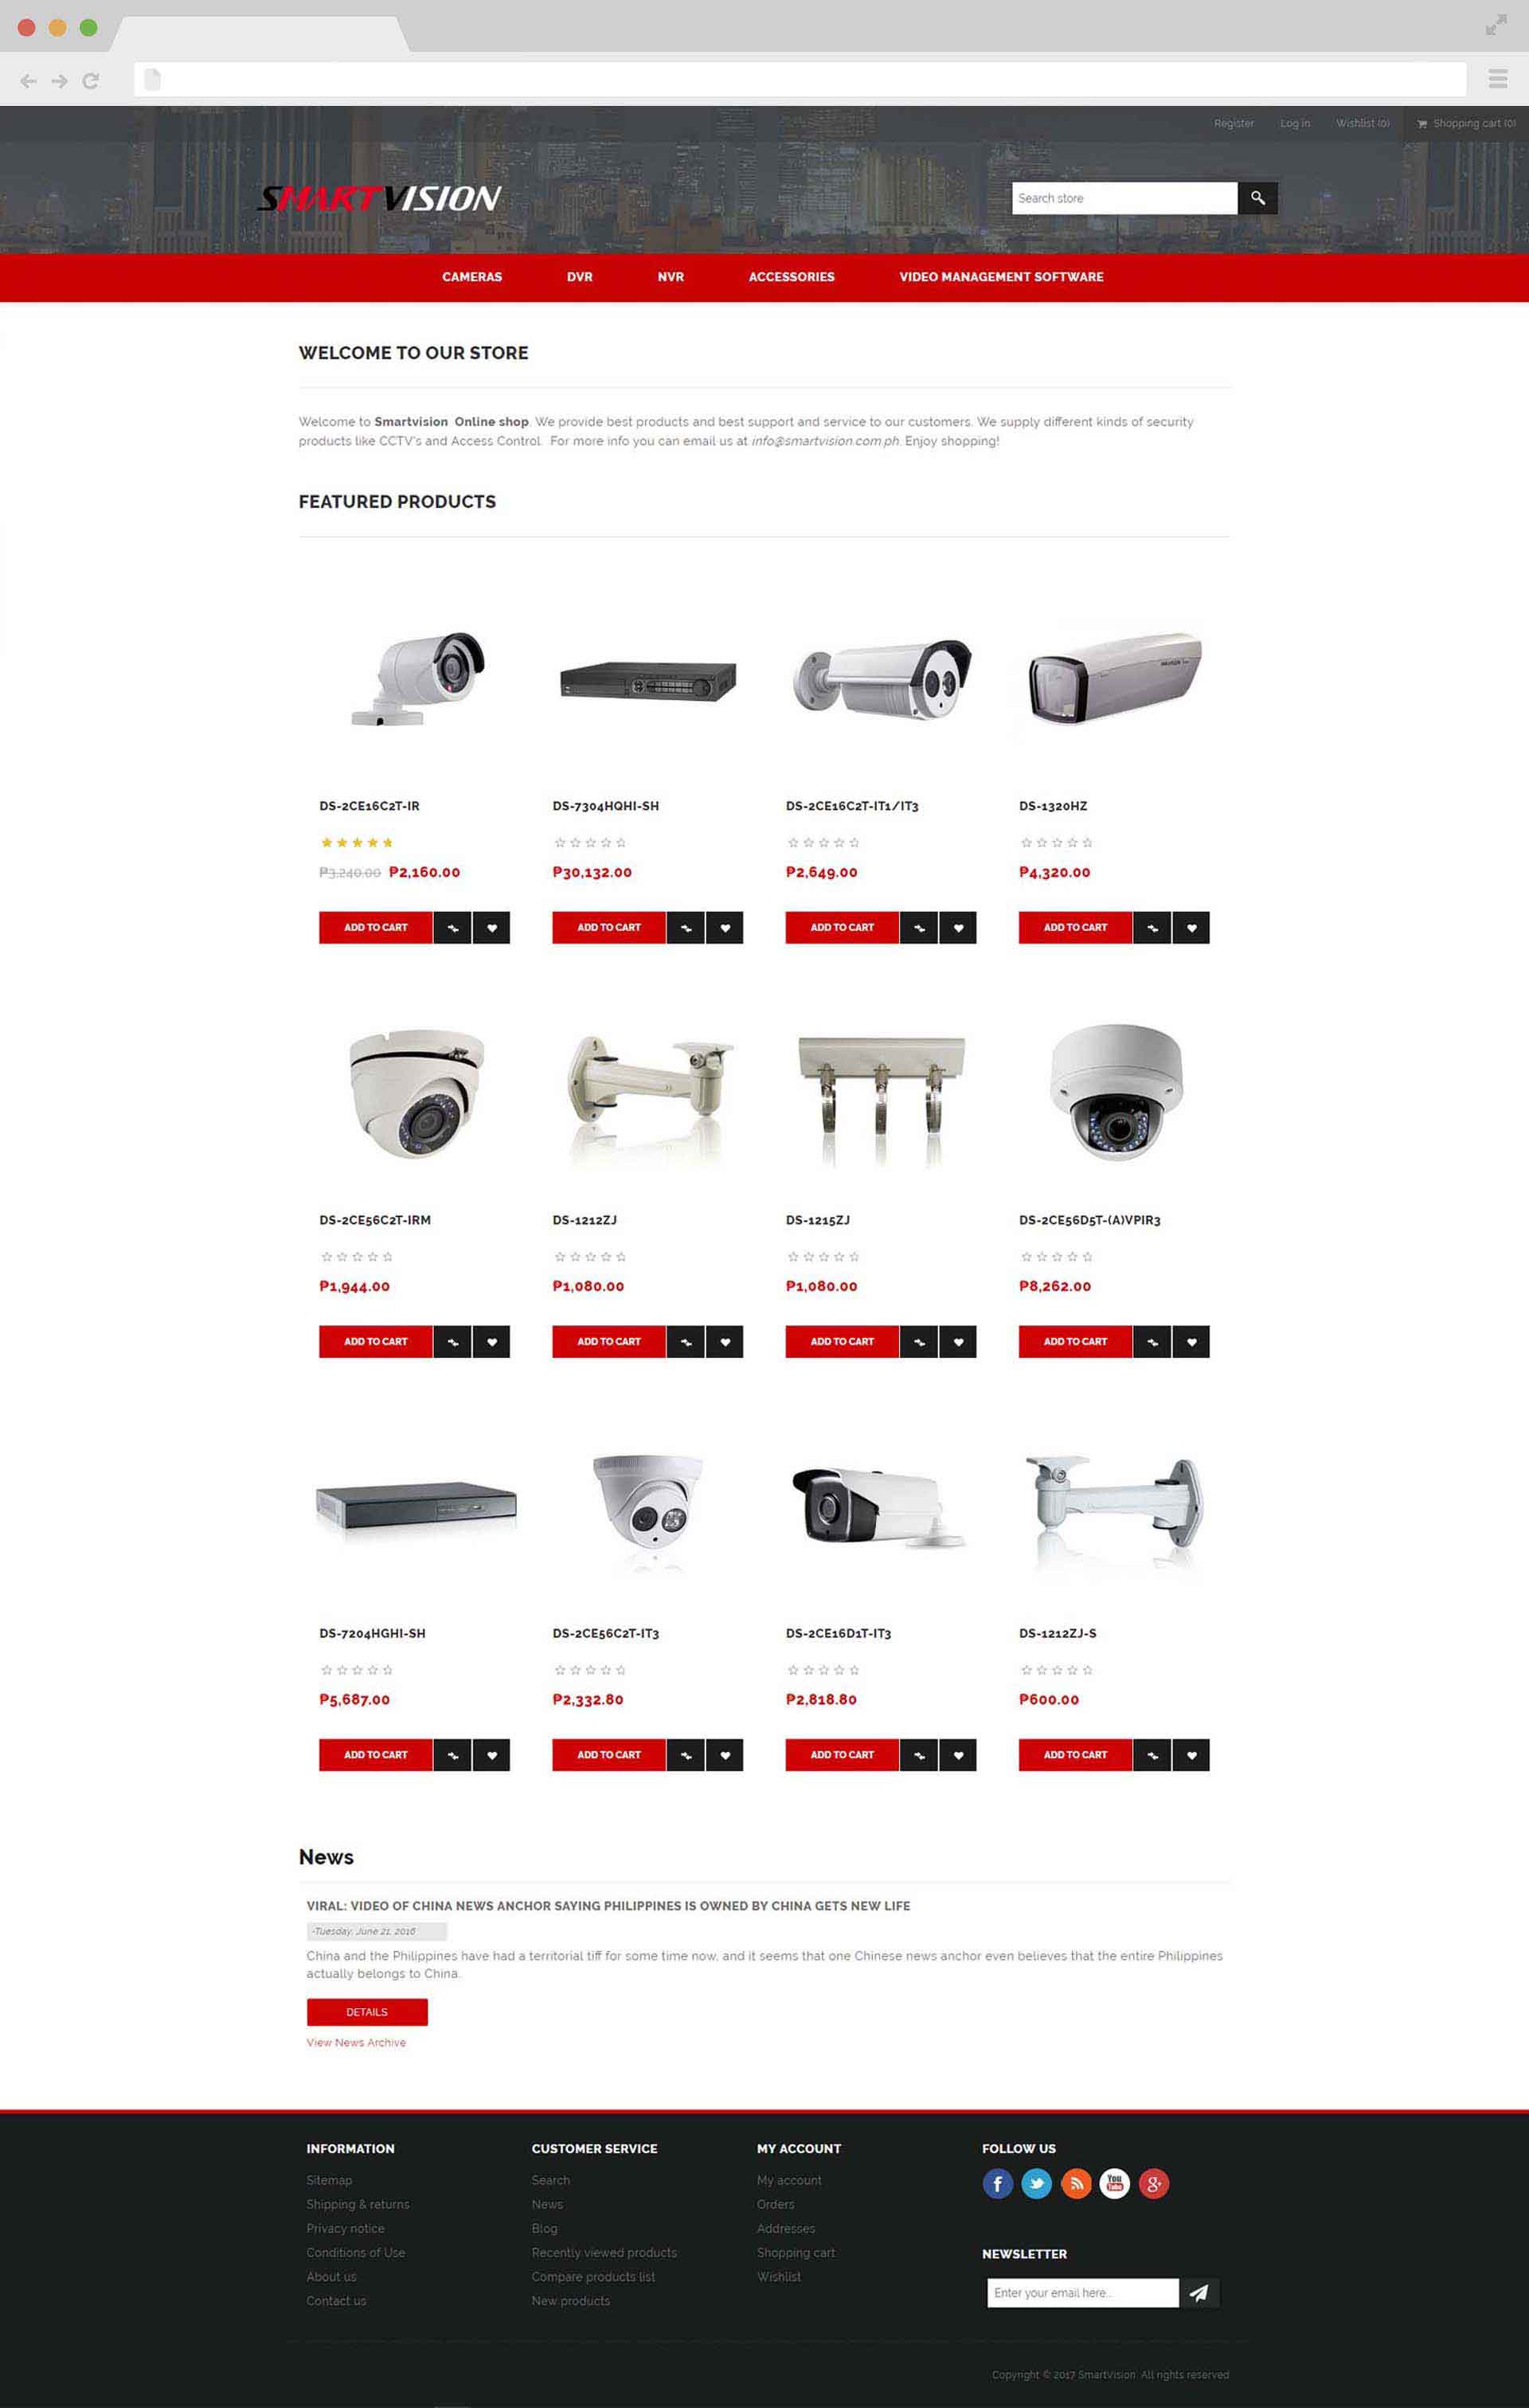 Register Log in Wishlist (0) Shopping cart (0)
SMARTVISION
Search store
CAMERAS DVR NVR ACCESSORIES VIDEO MANAGEMENT SOFTWARE
WELCOME TO OUR STORE
Welcome to Smartvision Online shop. We provide best products and best support and service to our customers. We supply different kinds of security
products like CCTV's and Access Control. For more info you can email us at info@smartvision.com.ph. Enjoy shopping!
FEATURED PRODUCTS
DS-2CE16C2T-IR DS-7304HQHI-SH DS-2CE16C2T-IT1/IT3 DS-1320HZ
₱3,240.00 ₱2,160.00 ₱30,132.00 ₱2,649.00 ₱4,320.00
ADD TO CART ADD TO CART ADD TO CART ADD TO CART
DS-2CE56C2T-IRM DS-1212ZJ DS-1215ZJ DS-2CE56D5T-(A)VPIR3
₱1,944.00 ₱1,080.00 ₱1,080.00 ₱8,262.00
ADD TO CART ADD TO CART ADD TO CART ADD TO CART
DS-7204HGHI-SH DS-2CE56C2T-IT3 DS-2CE16D1T-IT3 DS-1212ZJ-S
₱5,687.00 ₱2,332.80 ₱2,818.80 ₱600.00
ADD TO CART ADD TO CART ADD TO CART ADD TO CART
News
VIRAL: VIDEO OF CHINA NEWS ANCHOR SAYING PHILIPPINES IS OWNED BY CHINA GETS NEW LIFE
-Tuesday, June 21, 2016
China and the Philippines have had a territorial tiff for some time now, and it seems that one Chinese news anchor even believes that the entire Philippines
actually belongs to China.
DETAILS
View News Archive
INFORMATION
Sitemap
Shipping & returns
Privacy notice
Conditions of Use
About us
Contact us
CUSTOMER SERVICE
Search
News
Blog
Recently viewed products
Compare products list
New products
MY ACCOUNT
My account
Orders
Addresses
Shopping cart
Wishlist
FOLLOW US
You
Tube
NEWSLETTER
Enter your email here...
Copyright © 2017 SmartVision. All rights reserved